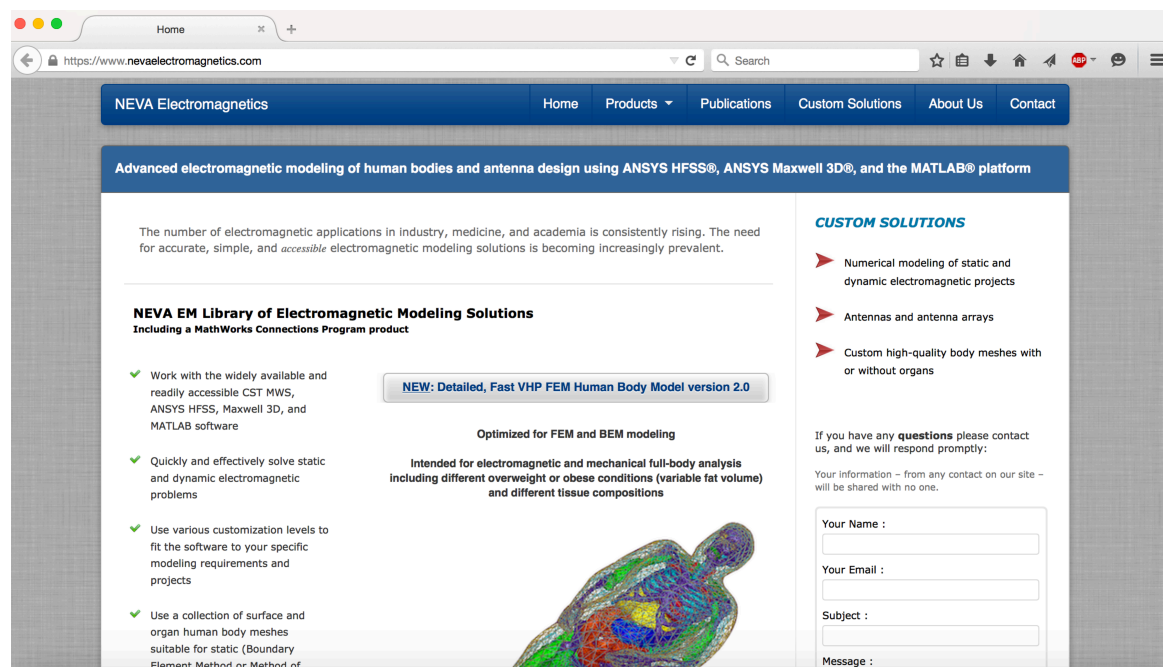 Home
https://www.nevaelectromagnetics.com
Search
ABP
NEVA Electromagnetics
Home
Products
Publications
Custom Solutions
About Us
Contact
Advanced electromagnetic modeling of human bodies and antenna design using ANSYS HFSS®, ANSYS Maxwell 3D®, and the MATLAB® platform
The number of electromagnetic applications in industry, medicine, and academia is consistently rising. The need
for accurate, simple, and accessible electromagnetic modeling solutions is becoming increasingly prevalent.
NEVA EM Library of Electromagnetic Modeling Solutions
Including a MathWorks Connections Program product
Work with the widely available and
readily accessible CST MWS,
ANSYS HFSS, Maxwell 3D, and
MATLAB software
Quickly and effectively solve static
and dynamic electromagnetic
problems
Use various customization levels to
fit the software to your specific
modeling requirements and
projects
Use a collection of surface and
organ human body meshes
suitable for static (Boundary
Element Method or Method of
NEW: Detailed, Fast VHP FEM Human Body Model version 2.0
Optimized for FEM and BEM modeling
Intended for electromagnetic and mechanical full-body analysis
including different overweight or obese conditions (variable fat volume)
and different tissue compositions
CUSTOM SOLUTIONS
Numerical modeling of static and
dynamic electromagnetic projects
Antennas and antenna arrays
Custom high-quality body meshes with
or without organs
If you have any questions please contact
us, and we will respond promptly:
Your information – from any contact on our site –
will be shared with no one.
Your Name :
Your Email :
Subject :
Message :